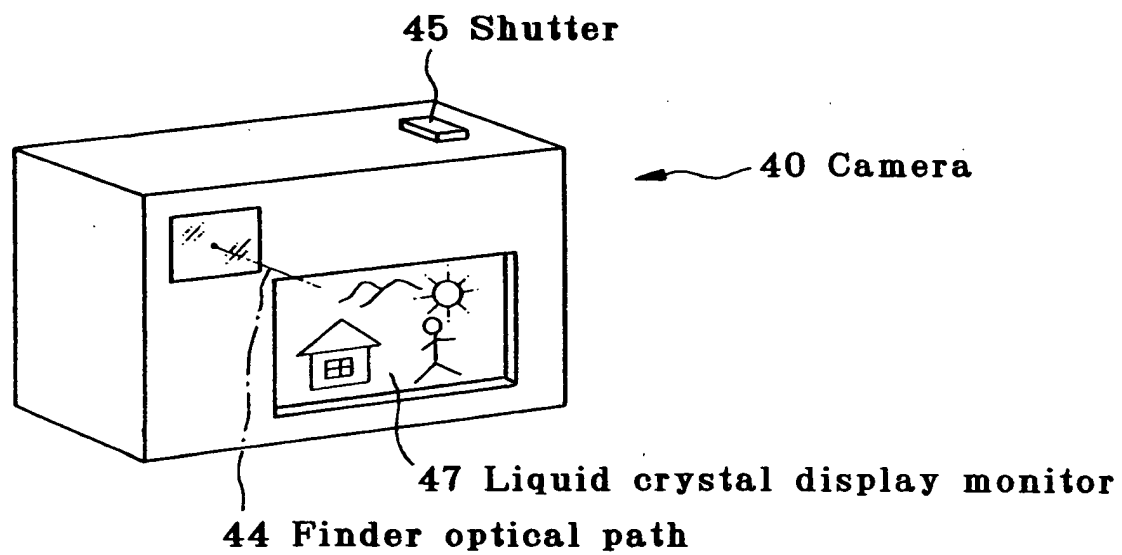 45 Shutter
40 Camera
47 Liquid crystal display monitor
44 Finder optical path